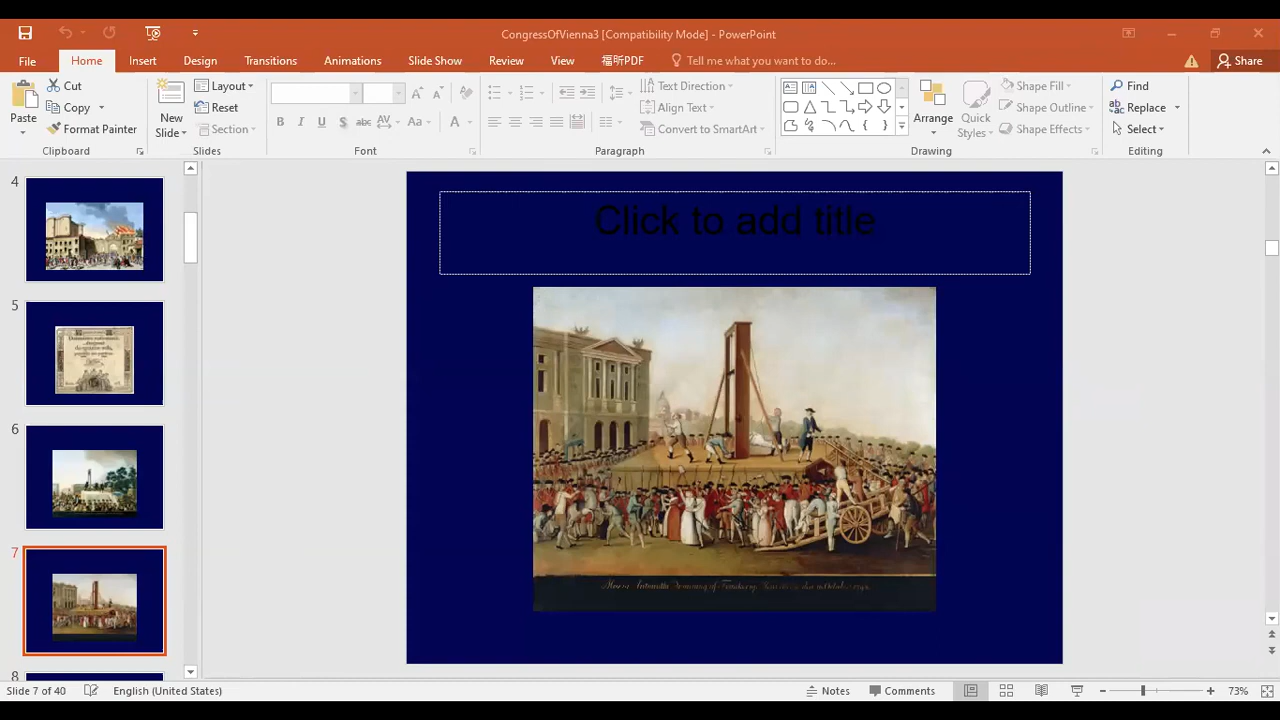 CongressOfVienna3 [Compatibility Mode] - PowerPoint
File Home Insert Design Transitions Animations Slide Show Review View 福昕PDF Tell me what you want to do... Share
Paste
Cut
Copy
Format Painter
Clipboard
New Slide
Layout
Reset
Section
Slides
B I U S abc AV Aa A
Font
Text Direction
Align Text
Convert to SmartArt
Paragraph
Arrange
Quick Styles
Shape Fill
Shape Outline
Shape Effects
Drawing
Find
Replace
Select
Editing
4
5
6
7
8
Click to add title
Slide 7 of 40 English (United States) Notes Comments 73%